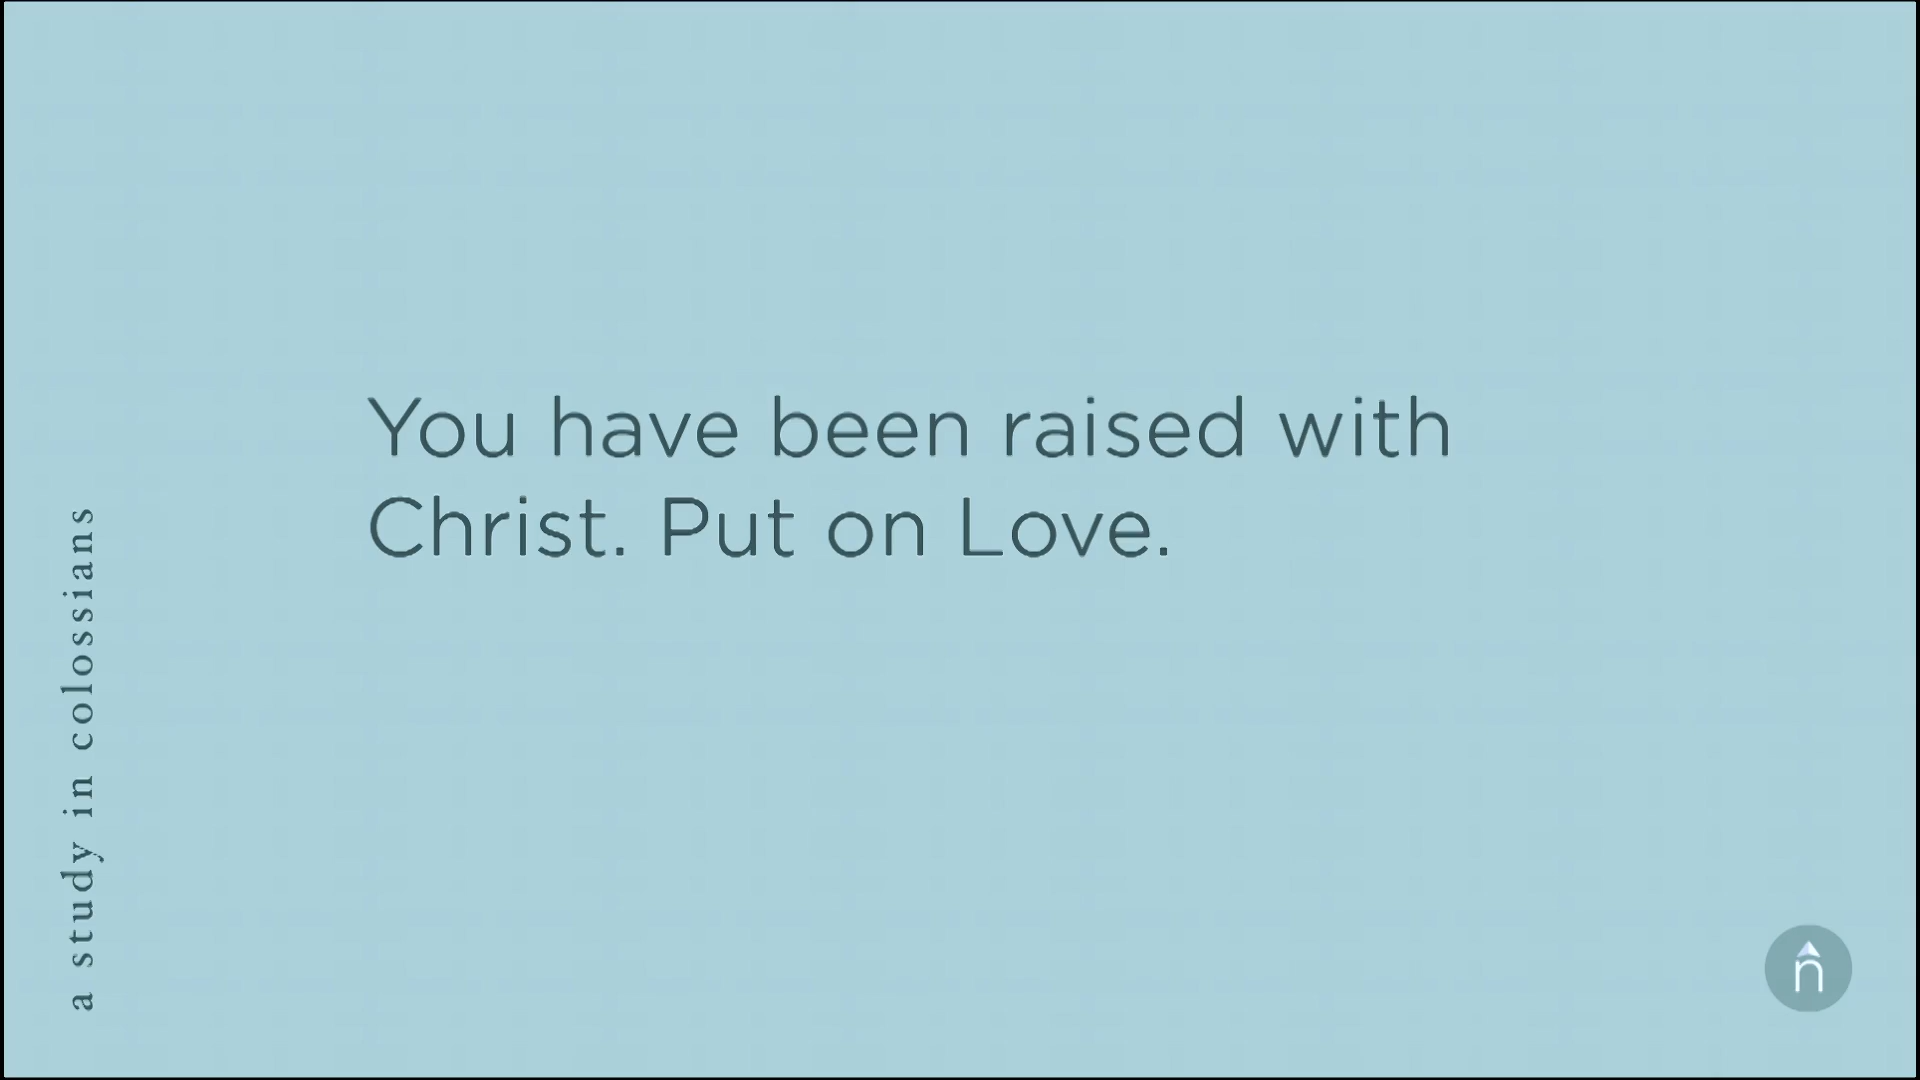 You have been raised with
Christ. Put on Love.
a study in colossians
n